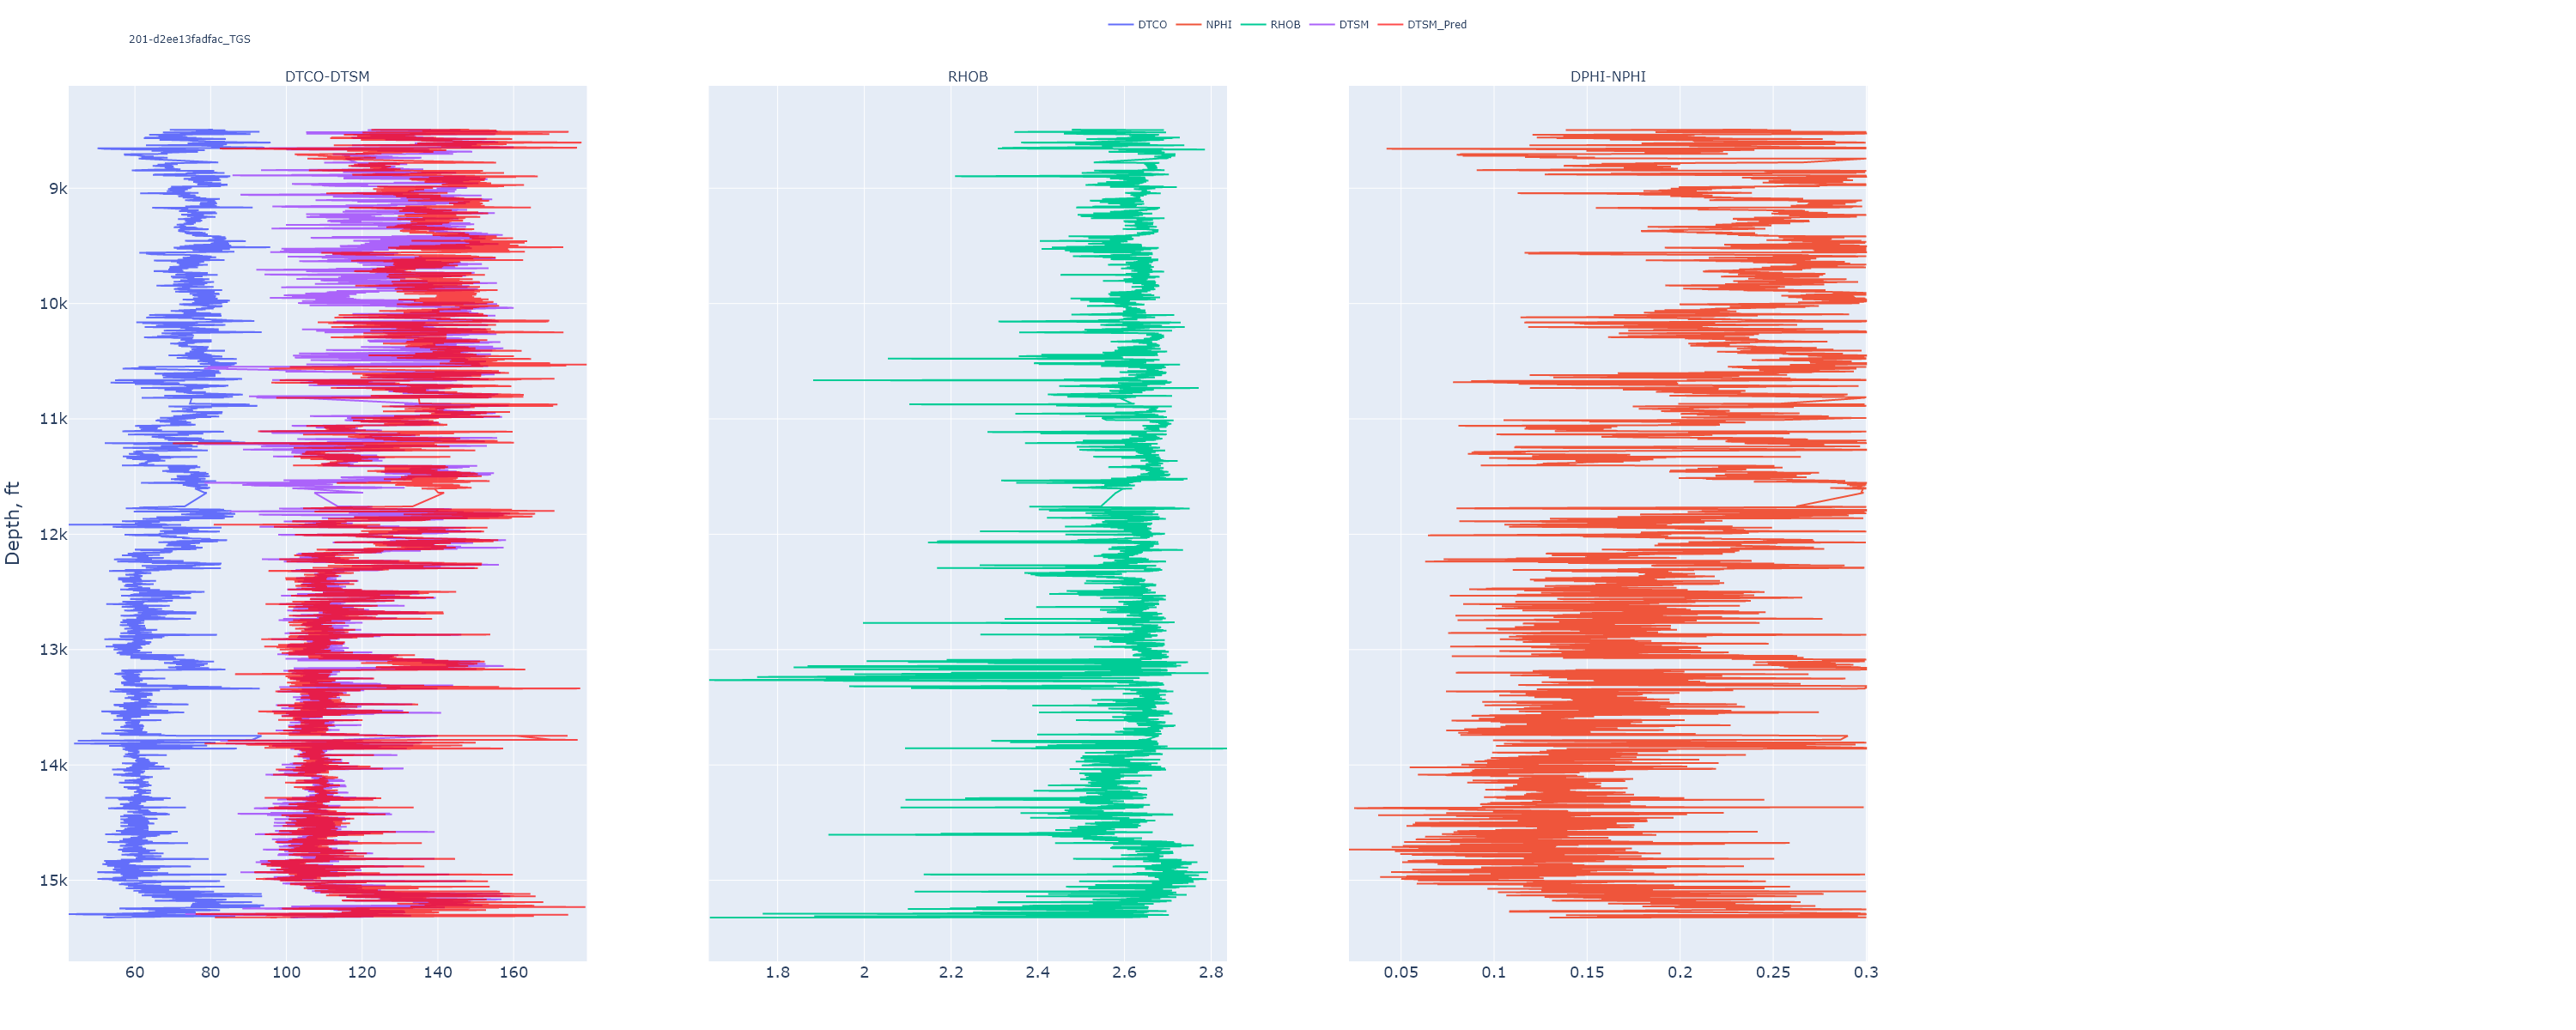 DTCO NPHI RHOB DTSM DTSM_Pred
201-d2ee13fadfac_TGS
DTCO-DTSM RHOB DPHI-NPHI
9k
10k
11k
12k
13k
14k
15k
Depth, ft
60 80 100 120 140 160 1.8 2 2.2 2.4 2.6 2.8 0.05 0.1 0.15 0.2 0.25 0.3